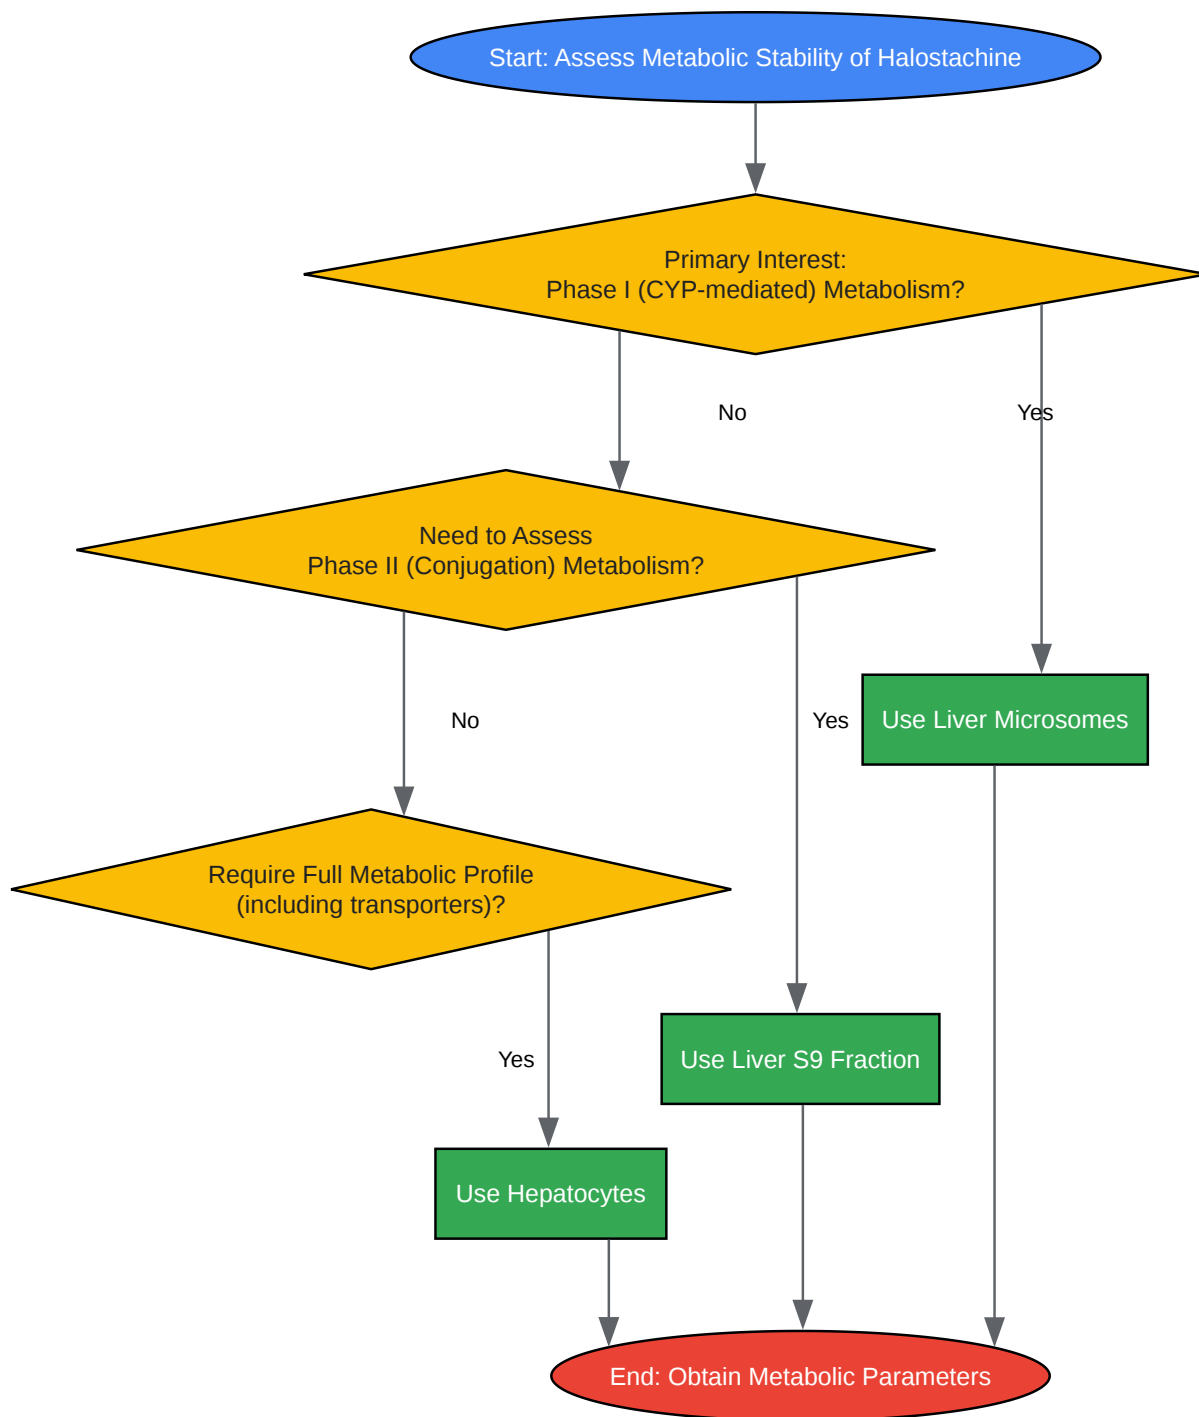 Start: Assess Metabolic Stability of Halostachine
Primary Interest:
Phase I (CYP-mediated) Metabolism?
No
Yes
Need to Assess
Phase II (Conjugation) Metabolism?
No
Yes
Use Liver Microsomes
Require Full Metabolic Profile
(including transporters)?
Yes
Use Liver S9 Fraction
Use Hepatocytes
End: Obtain Metabolic Parameters